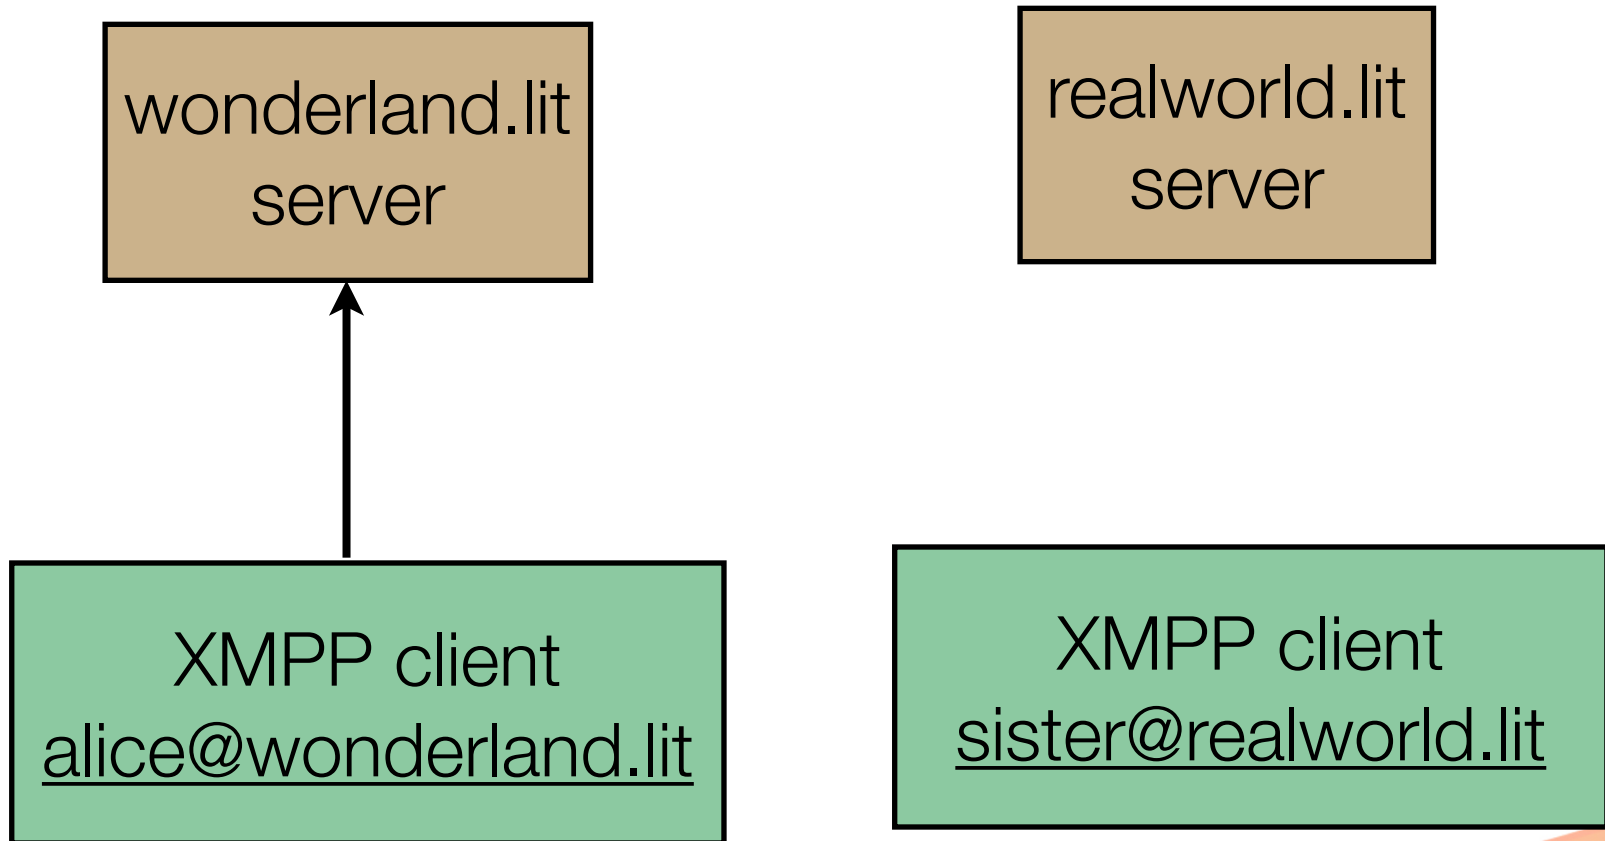 wonderland.lit
server
realworld.lit
server
XMPP client
alice@wonderland.lit
XMPP client
sister@realworld.lit